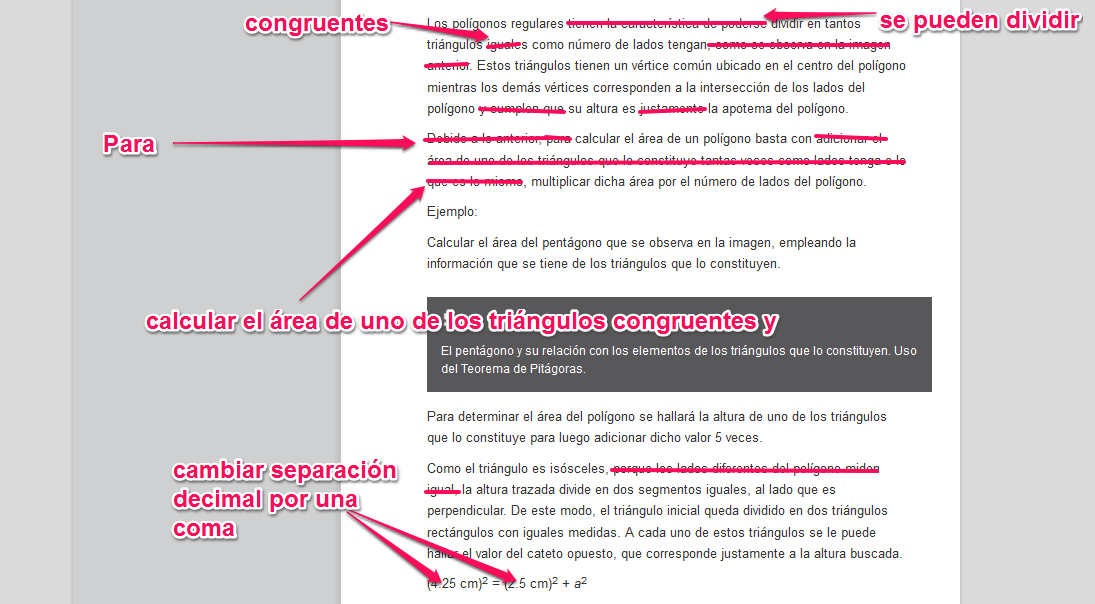 congruentes
se pueden dividir
Los polígonos regulares tienen la característica de poderse dividir en tantos
triángulos iguales como número de lados tengan, como se observa en la imagen
anterior. Estos triángulos tienen un vértice común ubicado en el centro del polígono
mientras los demás vértices corresponden a la intersección de los lados del
polígono y cumplen que su altura es justamente la apotema del polígono.
Para
Debido a lo anterior, para calcular el área de un polígono basta con adicionar el
área de uno de los triángulos que lo constituye tantas veces como lados tenga o lo
que es lo mismo, multiplicar dicha área por el número de lados del polígono.
Ejemplo:
Calcular el área del pentágono que se observa en la imagen, empleando la
información que se tiene de los triángulos que lo constituyen.
calcular el área de uno de los triángulos congruentes y
El pentágono y su relación con los elementos de los triángulos que lo constituyen. Uso
del Teorema de Pitágoras.
Para determinar el área del polígono se hallará la altura de uno de los triángulos
que lo constituye para luego adicionar dicho valor 5 veces.
cambiar separación
decimal por una
coma
Como el triángulo es isósceles, porque los lados diferentes del polígono miden
igual, la altura trazada divide en dos segmentos iguales, al lado que es
perpendicular. De este modo, el triángulo inicial queda dividido en dos triángulos
rectángulos con iguales medidas. A cada uno de estos triángulos se le puede
hallar el valor del cateto opuesto, que corresponde justamente a la altura buscada.
(4.25 cm)² = (2.5 cm)² + a²